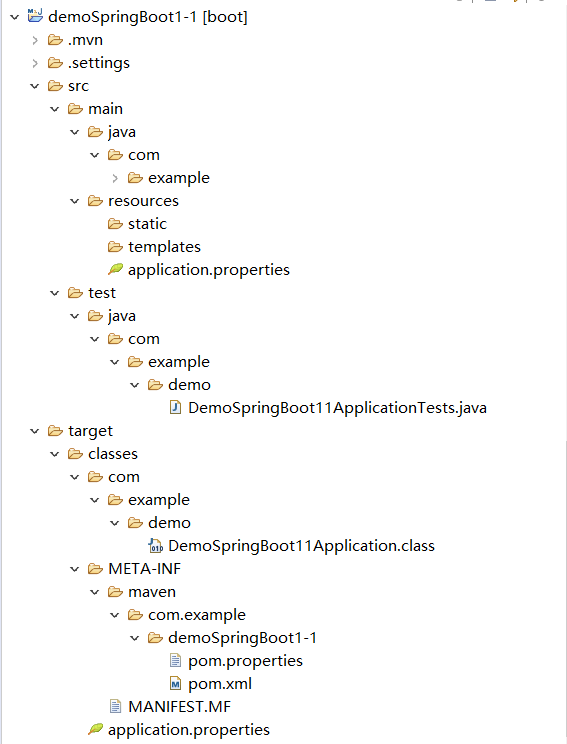 demoSpringBoot1-1 [boot]
.mvn
.settings
src
main
java
com
example
resources
static
templates
application.properties
test
java
com
example
demo
DemoSpringBoot11ApplicationTests.java
target
classes
com
example
demo
DemoSpringBoot11Application.class
META-INF
maven
com.example
demoSpringBoot1-1
pom.properties
pom.xml
MANIFEST.MF
application.properties